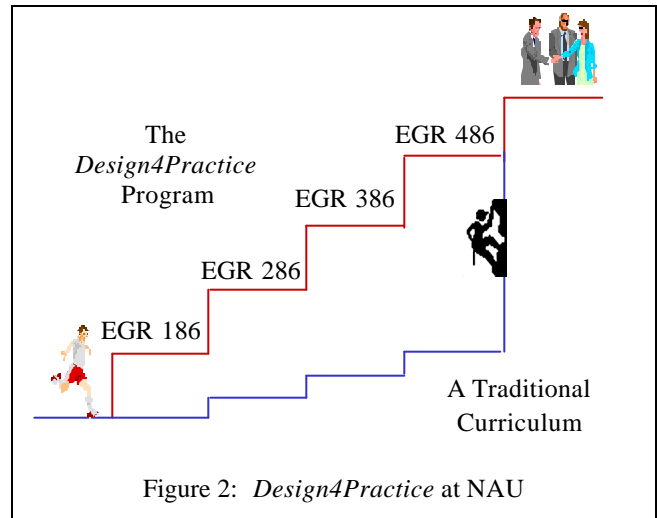 The
Design4Practice
Program
EGR 486
EGR 386
EGR 286
EGR 186
A Traditional
Curriculum
Figure 2: Design4Practice at NAU